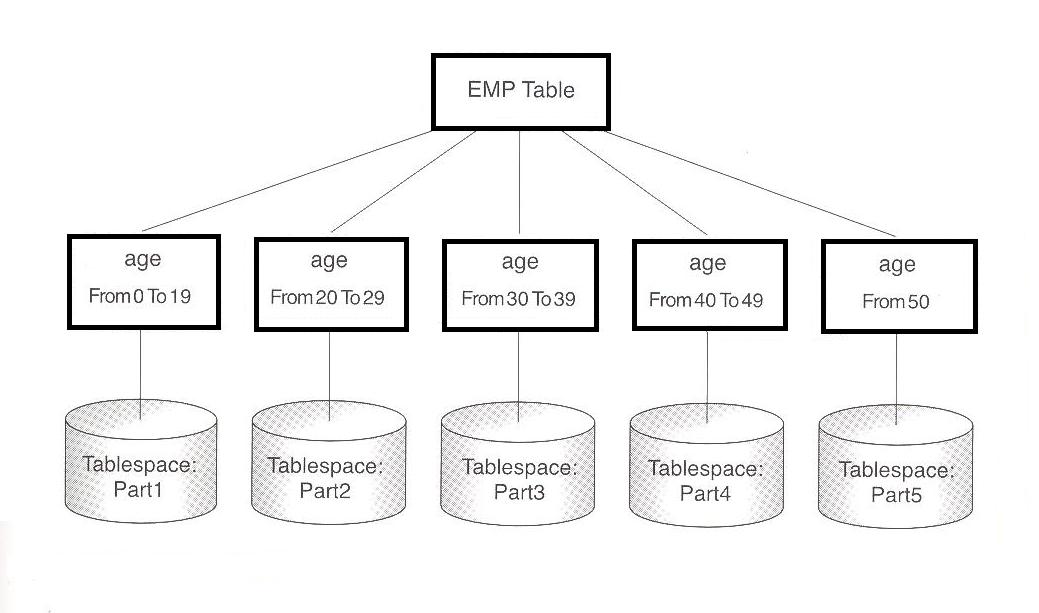 EMP Table
age
From 0 To 19
age
From 20 To 29
age
From 30 To 39
age
From 40 To 49
age
From 50
Tablespace:
Part1
Tablespace:
Part2
Tablespace:
Part3
Tablespace:
Part4
Tablespace:
Part5